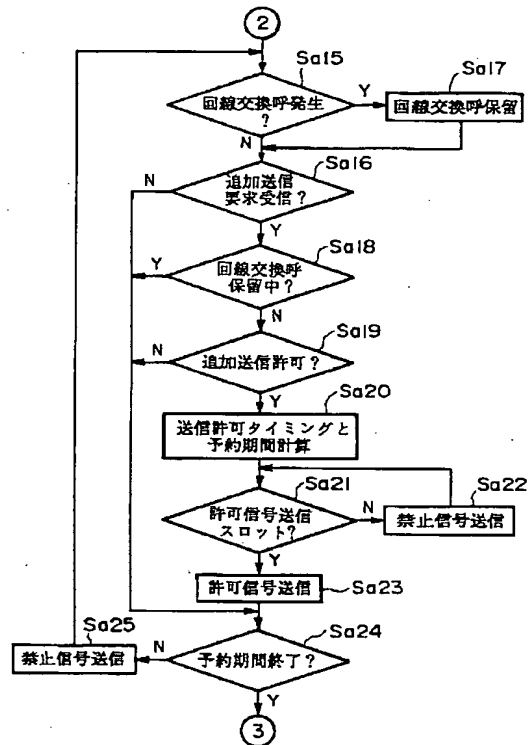 2
Sa15
Sa17
回線交換呼発生
?
Y
回線交換呼保留
N
Sa16
N
追加送信
要求受信?
Y
Sa18
Y
回線交換呼
保留中?
N
Sa19
N
追加送信許可?
Y
Sa20
送信許可タイミングと
予約期間計算
Sa21
Sa22
許可信号送信
スロット?
N
禁止信号送信
Y
許可信号送信
Sa23
Sa25
Sa24
禁止信号送信
N
予約期間終了?
Y
3